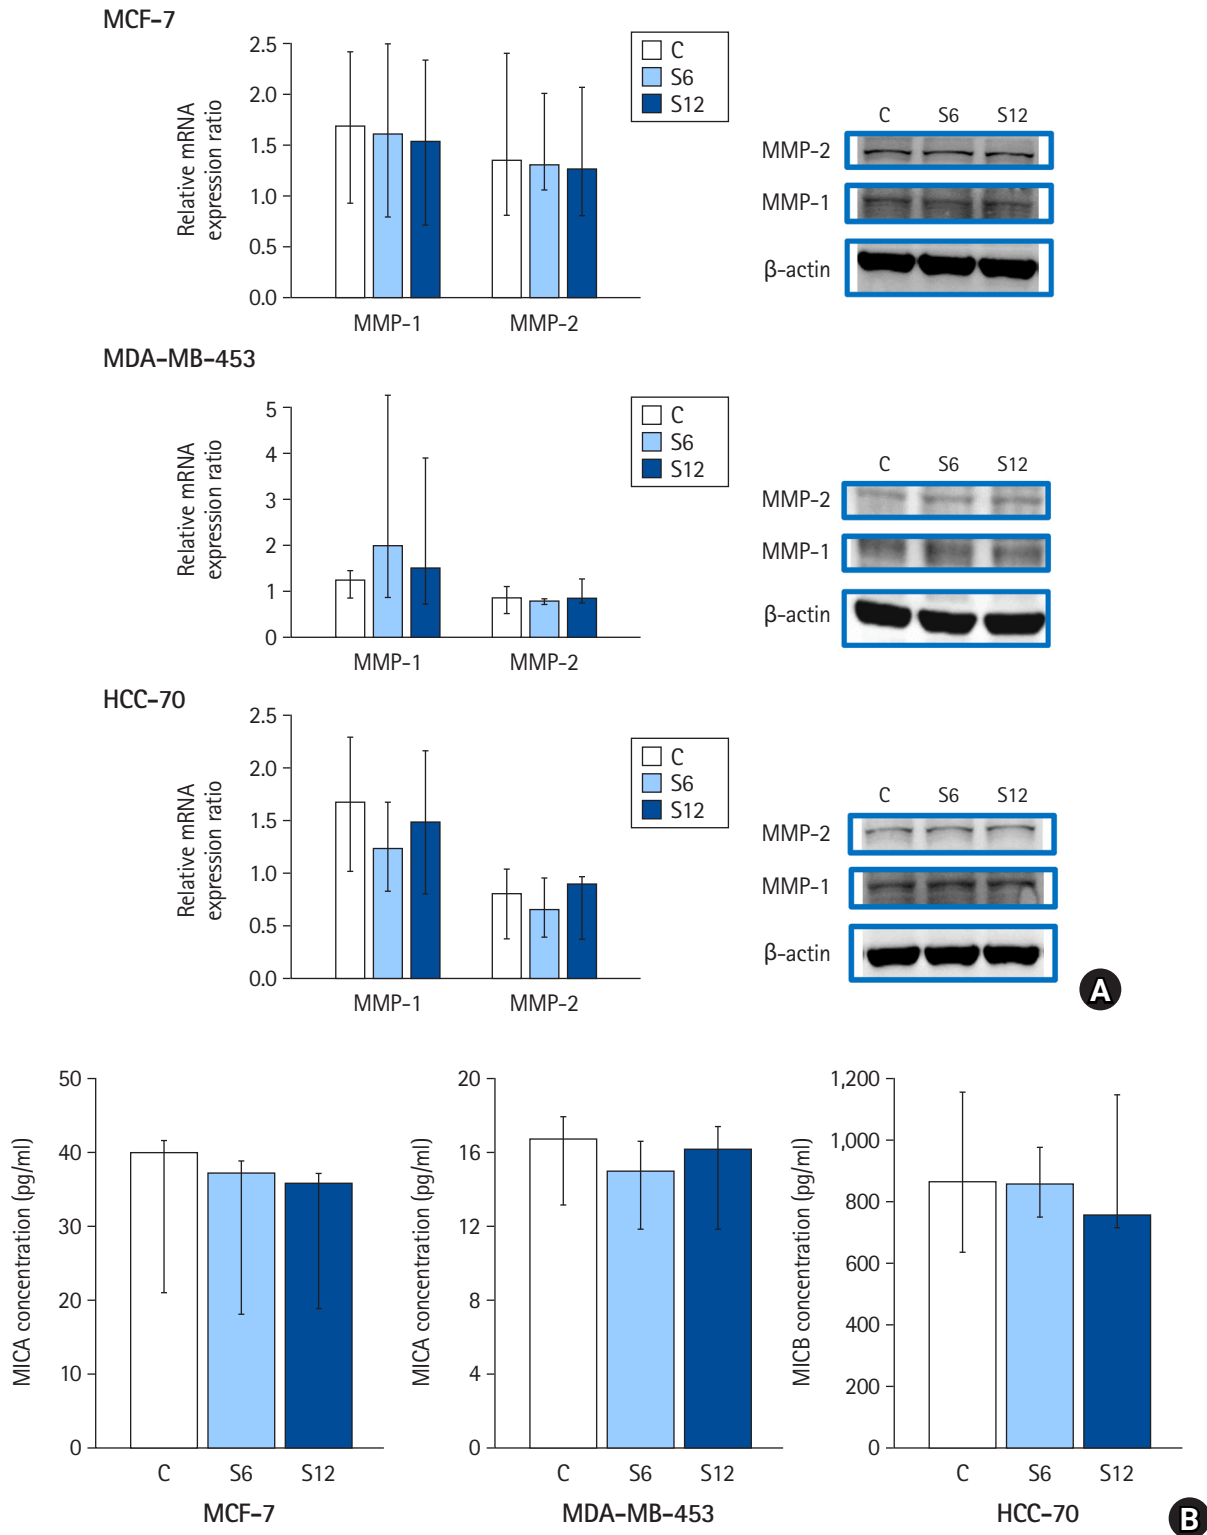 MCF-7
2.5
2.0
1.5
1.0
0.5
0.0
Relative mRNA
expression ratio
MMP-1 MMP-2
C
S6
S12
C S6 S12
MMP-2
MMP-1
β-actin
MDA-MB-453
5
4
3
2
1
0
Relative mRNA
expression ratio
MMP-1 MMP-2
C
S6
S12
C S6 S12
MMP-2
MMP-1
β-actin
HCC-70
2.5
2.0
1.5
1.0
0.5
0.0
Relative mRNA
expression ratio
MMP-1 MMP-2
C
S6
S12
C S6 S12
MMP-2
MMP-1
β-actin
A
50
40
30
20
10
0
MICA concentration (pg/ml)
C S6 S12
MCF-7
20
16
12
8
4
0
MICA concentration (pg/ml)
C S6 S12
MDA-MB-453
1,200
1,000
800
600
400
200
0
MICB concentration (pg/ml)
C S6 S12
HCC-70
B